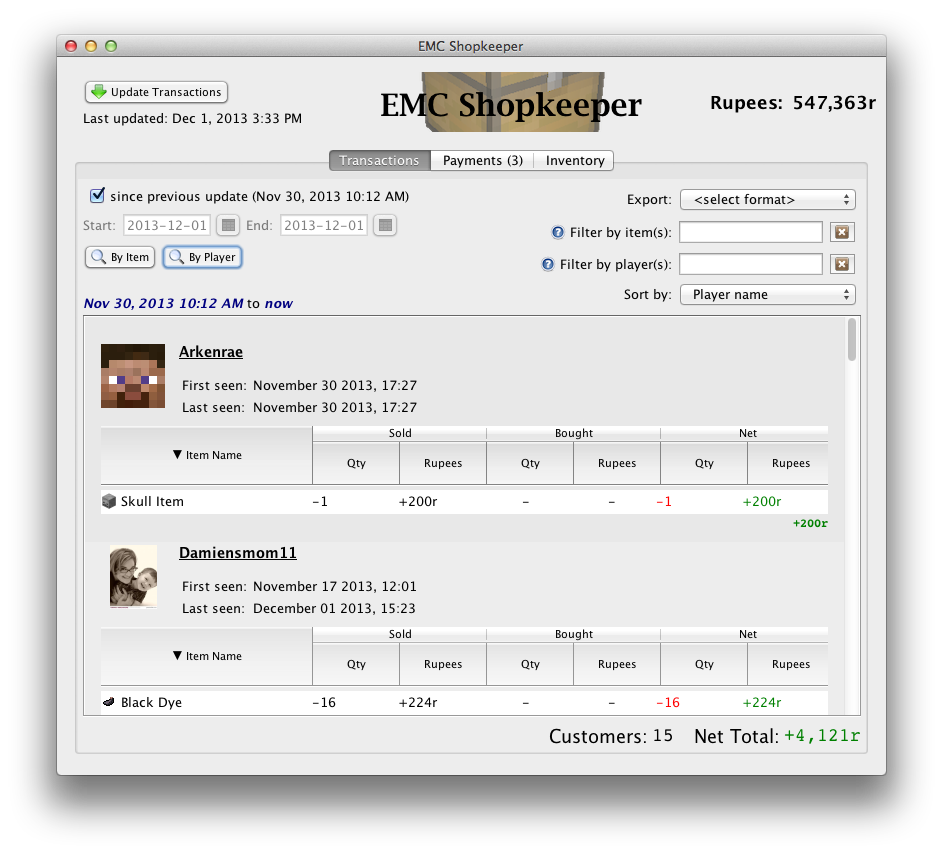 EMC Shopkeeper
Update Transactions
Last updated: Dec 1, 2013 3:33 PM
EMC Shopkeeper
Rupees: 547,363r
Transactions Payments (3) Inventory
since previous update (Nov 30, 2013 10:12 AM)
Start: 2013-12-01 End: 2013-12-01
By Item By Player
Export: <select format>
? Filter by item(s):
? Filter by player(s):
Sort by: Player name
Nov 30, 2013 10:12 AM to now
Arkenrae
First seen: November 30 2013, 17:27
Last seen: November 30 2013, 17:27
Sold Bought Net
▼ Item Name Qty Rupees Qty Rupees Qty Rupees
Skull Item -1 +200r - - -1 +200r
+200r
Damiensmom11
First seen: November 17 2013, 12:01
Last seen: December 01 2013, 15:23
Sold Bought Net
▼ Item Name Qty Rupees Qty Rupees Qty Rupees
Black Dye -16 +224r - - -16 +224r
Customers: 15 Net Total: +4,121r